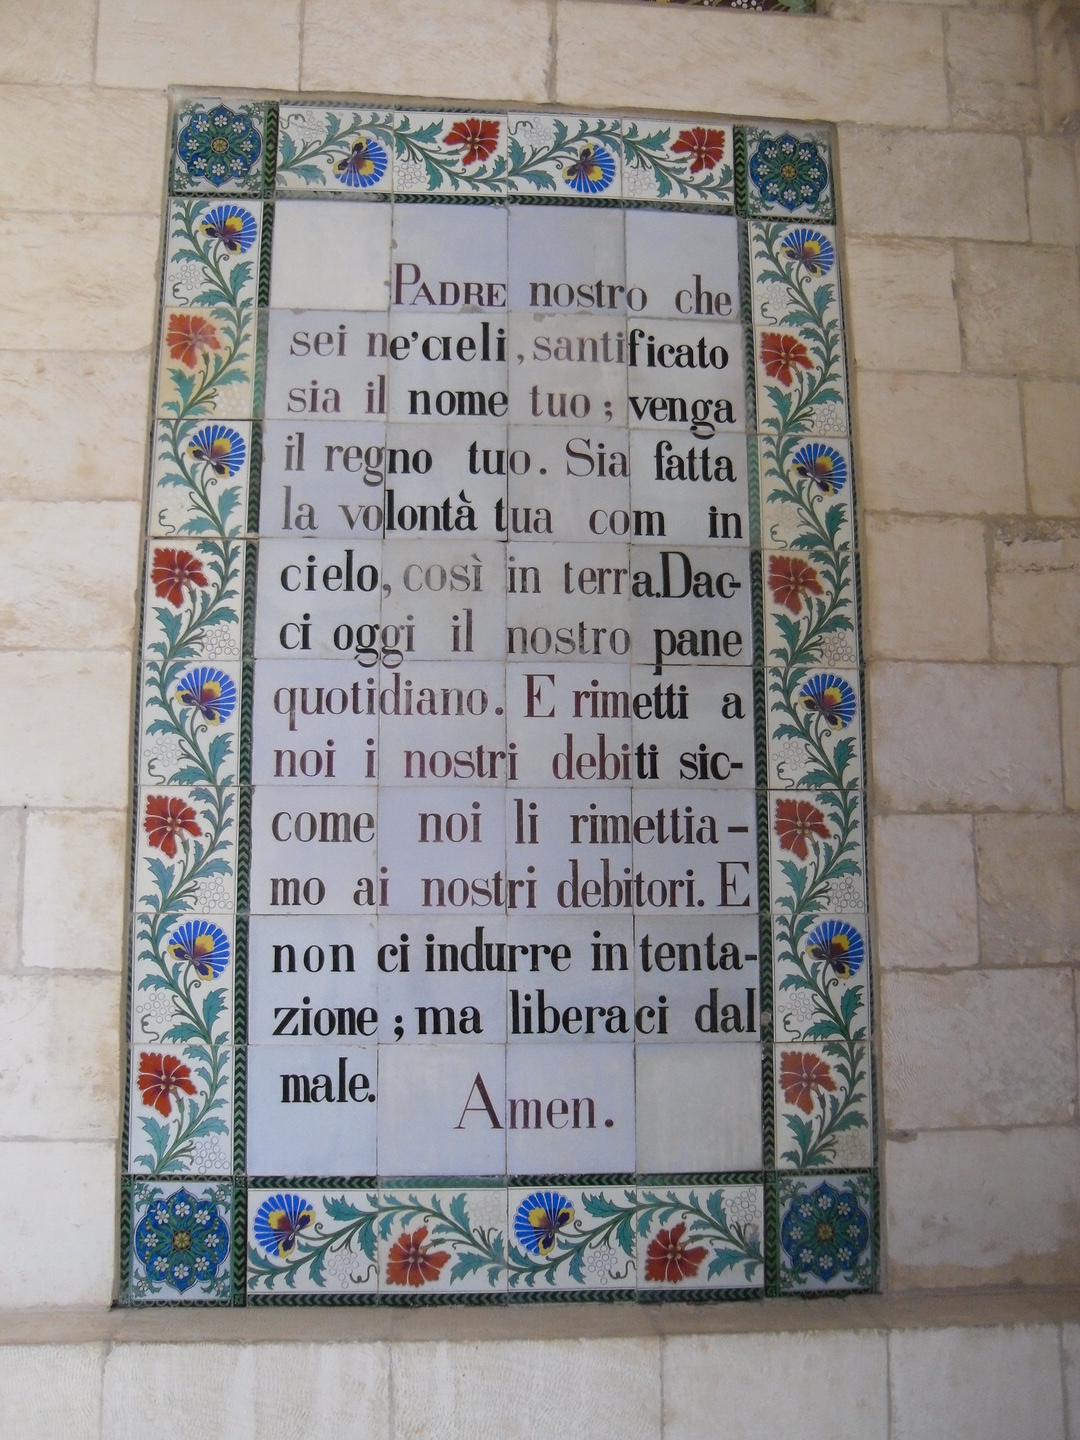 PADRE nostro che
sei ne'cieli, santificato
sia il nome tuo; venga
il regno tuo. Sia fatta
la volontà tua com in
cielo, così in terra. Dac-
ci oggi il nostro pane
quotidiano. E rimetti a
noi i nostri debiti sic-
come noi li rimettia-
mo ai nostri debitori. E
non ci indurre in tenta-
zione; ma liberaci dal
male. Amen.